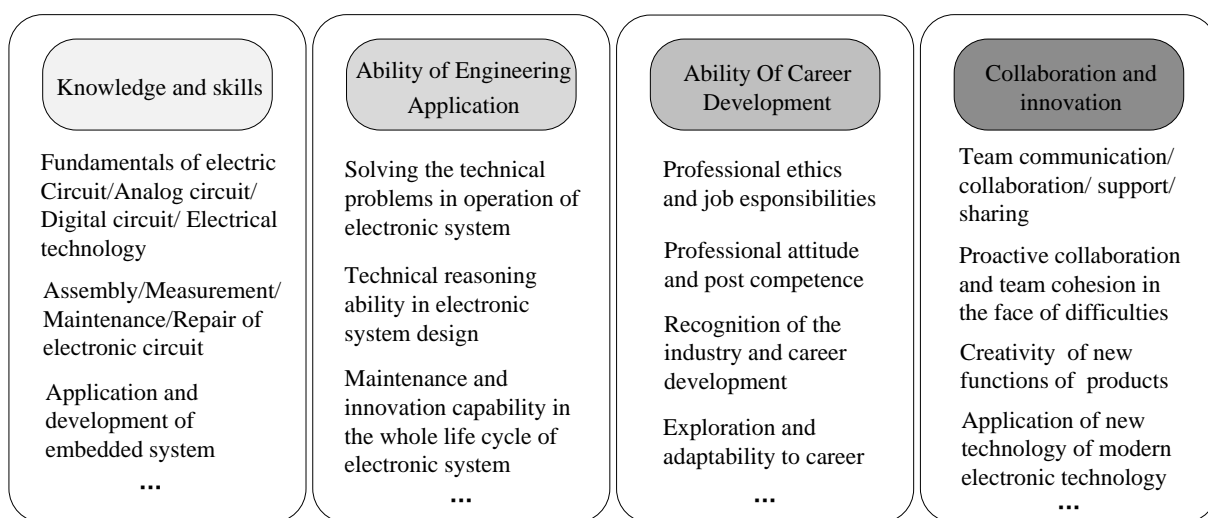 Knowledge and skills
Fundamentals of electric
Circuit/Analog circuit/
Digital circuit/ Electrical
technology
Assembly/Measurement/
Maintenance/Repair of
electronic circuit
Application and
development of
embedded system
...
Ability of Engineering
Application
Solving the technical
problems in operation of
electronic system
Technical reasoning
ability in electronic
system design
Maintenance and
innovation capability in
the whole life cycle of
electronic system
...
Ability Of Career
Development
Professional ethics
and job esponsibilities
Professional attitude
and post competence
Recognition of the
industry and career
development
Exploration and
adaptability to career
...
Collaboration and
innovation
Team communication/
collaboration/ support/
sharing
Proactive collaboration
and team cohesion in
the face of difficulties
Creativity of new
functions of products
Application of new
technology of modern
electronic technology
...